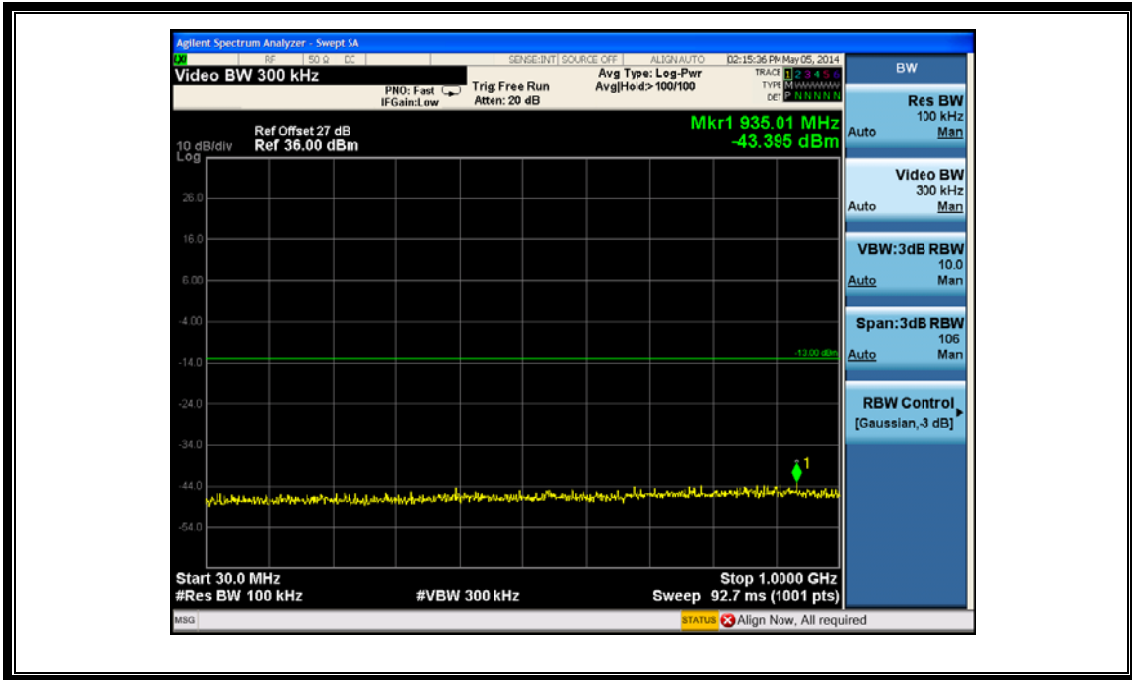 Agilent Spectrum Analyzer - Swept SA
RF 50 Ω DC SENSE:INT SOURCE OFF ALIGN AUTO 02:15:36 PM May 05, 2014
Video BW 300 kHz
PNO: Fast
IFGain:Low
Trig Free Run
Atten: 20 dB
Avg Type: Log-Pwr
Avg|Hold:> 100/100
TRACE 1 2 3 4 5 6
TYPE M
DET P N N N N N
Ref Offset 27 dB
10 dB/div Ref 36.00 dBm
Log
Mkr1 935.01 MHz
-43.395 dBm
26.0
16.0
6.00
-4.00
-13.00 dBm
-14.0
-24.0
-34.0
1
-44.0
-54.0
Start 30.0 MHz Stop 1.0000 GHz
#Res BW 100 kHz #VBW 300 kHz Sweep 92.7 ms (1001 pts)
MSG STATUS Align Now, All required
BW
Res BW
100 kHz
Auto Man
Video BW
300 kHz
Auto Man
VBW:3dB RBW
10.0
Auto Man
Span:3dB RBW
106
Auto Man
RBW Control
[Gaussian,-3 dB]